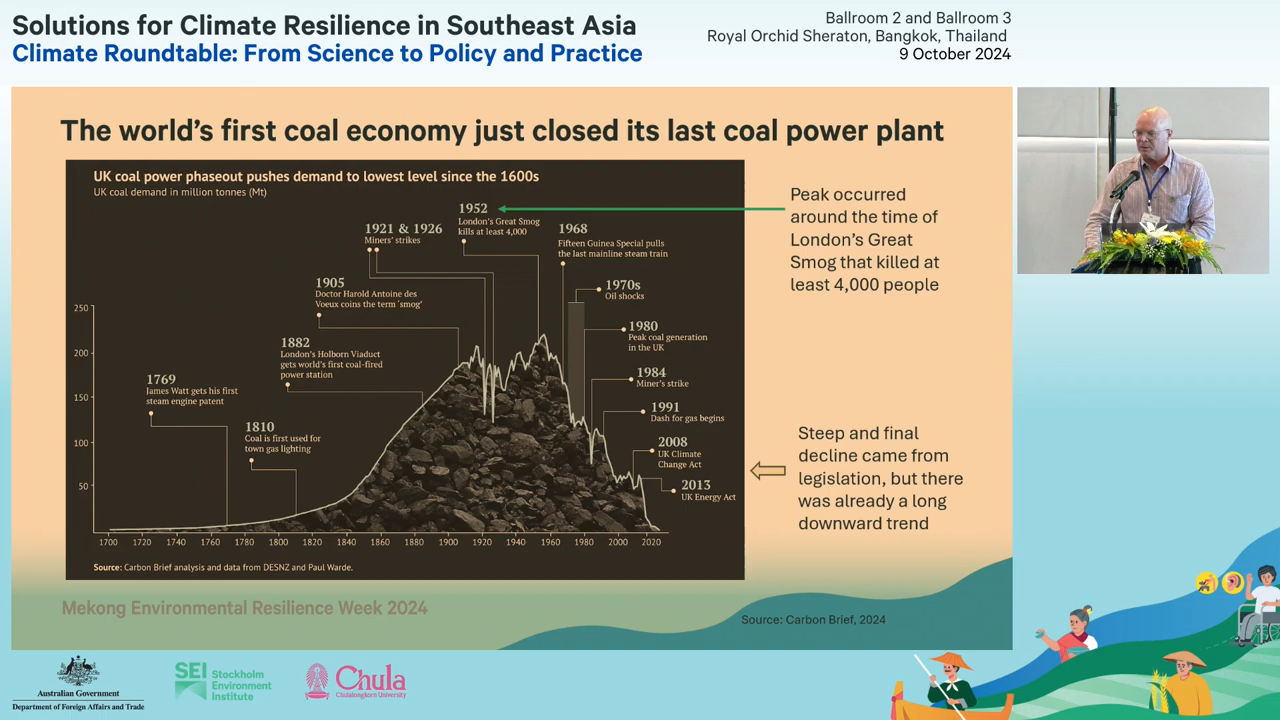 Solutions for Climate Resilience in Southeast Asia
Climate Roundtable: From Science to Policy and Practice
Ballroom 2 and Ballroom 3
Royal Orchid Sheraton, Bangkok, Thailand
9 October 2024
The world's first coal economy just closed its last coal power plant
UK coal power phaseout pushes demand to lowest level since the 1600s
UK coal demand in million tonnes (Mt)
1952
London's Great Smog
kills at least 4,000
1921 & 1926
Miners' strikes
1968
Fifteen Guinea Special pulls
the last mainline steam train
1905
Doctor Harold Antoine des
Voeux coins the term 'smog'
1970s
Oil shocks
1980
Peak coal generation
in the UK
1882
London's Holborn Viaduct
gets world's first coal-fired
power station
1769
James Watt gets his first
steam engine patent
1984
Miner's strike
1991
Dash for gas begins
1810
Coal is first used for
town gas lighting
2008
UK Climate
Change Act
2013
UK Energy Act
250
200
150
100
50
1700 1720 1740 1760 1780 1800 1820 1840 1860 1880 1900 1920 1940 1960 1980 2000 2020
Source: Carbon Brief analysis and data from DESNZ and Paul Warde.
Peak occurred
around the time of
London's Great
Smog that killed at
least 4,000 people
Steep and final
decline came from
legislation, but there
was already a long
downward trend
Mekong Environmental Resilience Week 2024
Source: Carbon Brief, 2024
Australian Government
Department of Foreign Affairs and Trade
SEI Stockholm
Environment
Institute
Chula
Chulalongkorn University